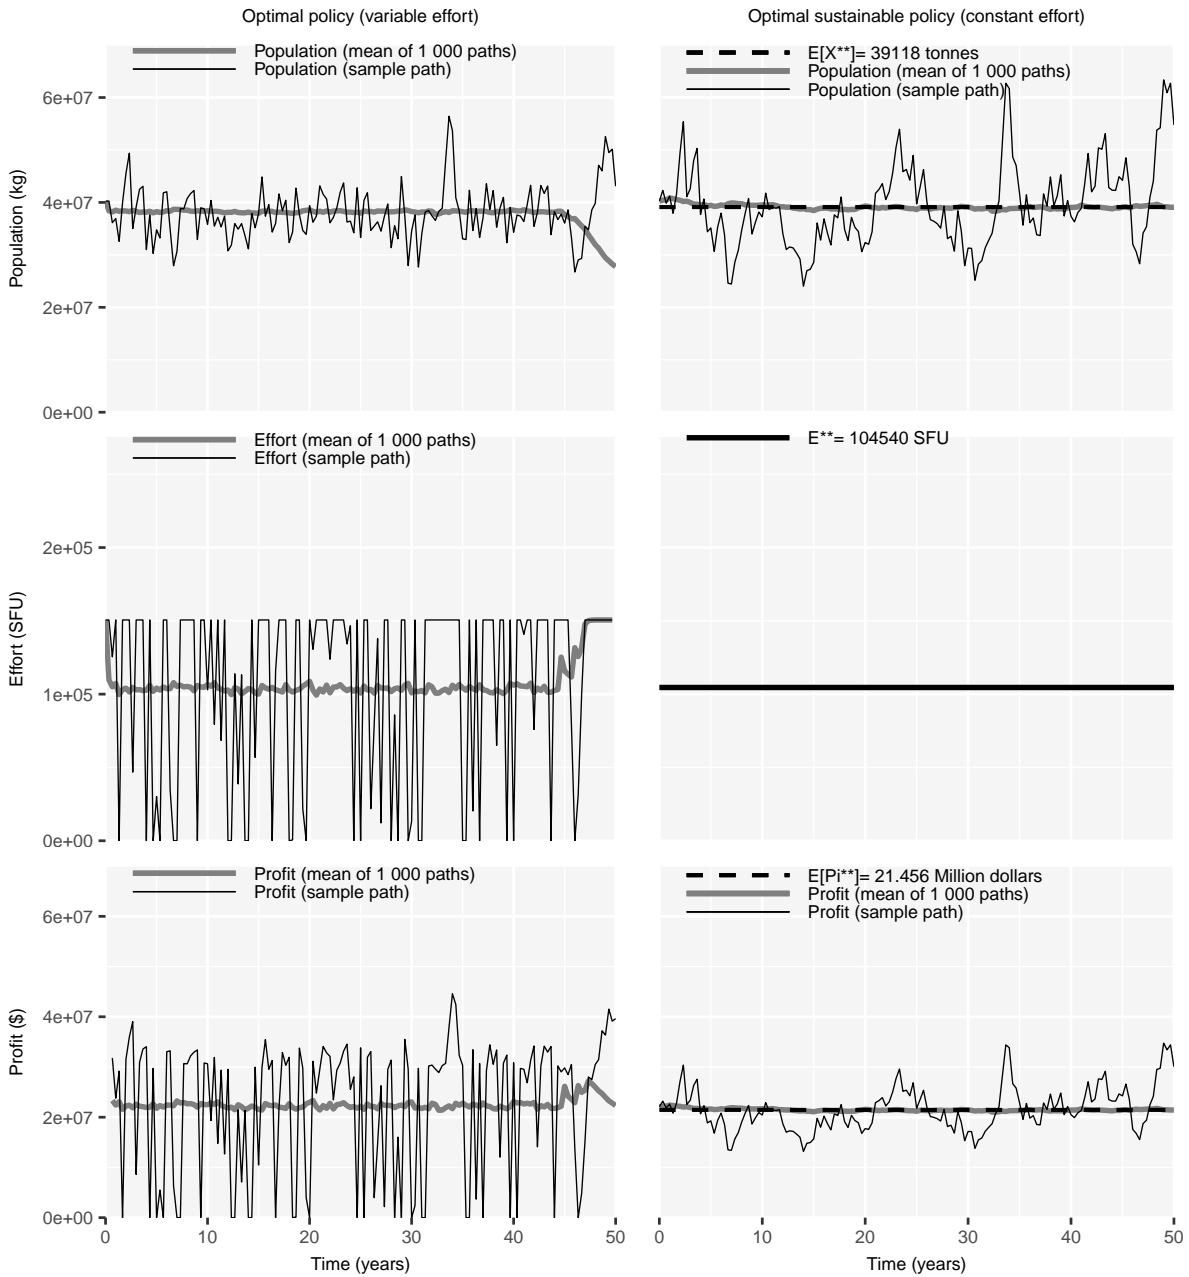 Optimal policy (variable effort)
Optimal sustainable policy (constant effort)
Population (mean of 1 000 paths)
Population (sample path)
E[X**]= 39118 tonnes
Population (mean of 1 000 paths)
Population (sample path)
Population (kg)
6e+07
4e+07
2e+07
0e+00
Effort (mean of 1 000 paths)
Effort (sample path)
E**= 104540 SFU
Effort (SFU)
2e+05
1e+05
0e+00
Profit (mean of 1 000 paths)
Profit (sample path)
E[Pi**]= 21.456 Million dollars
Profit (mean of 1 000 paths)
Profit (sample path)
Profit ($)
6e+07
4e+07
2e+07
0e+00
0 10 20 30 40 50
0 10 20 30 40 50
Time (years)
Time (years)